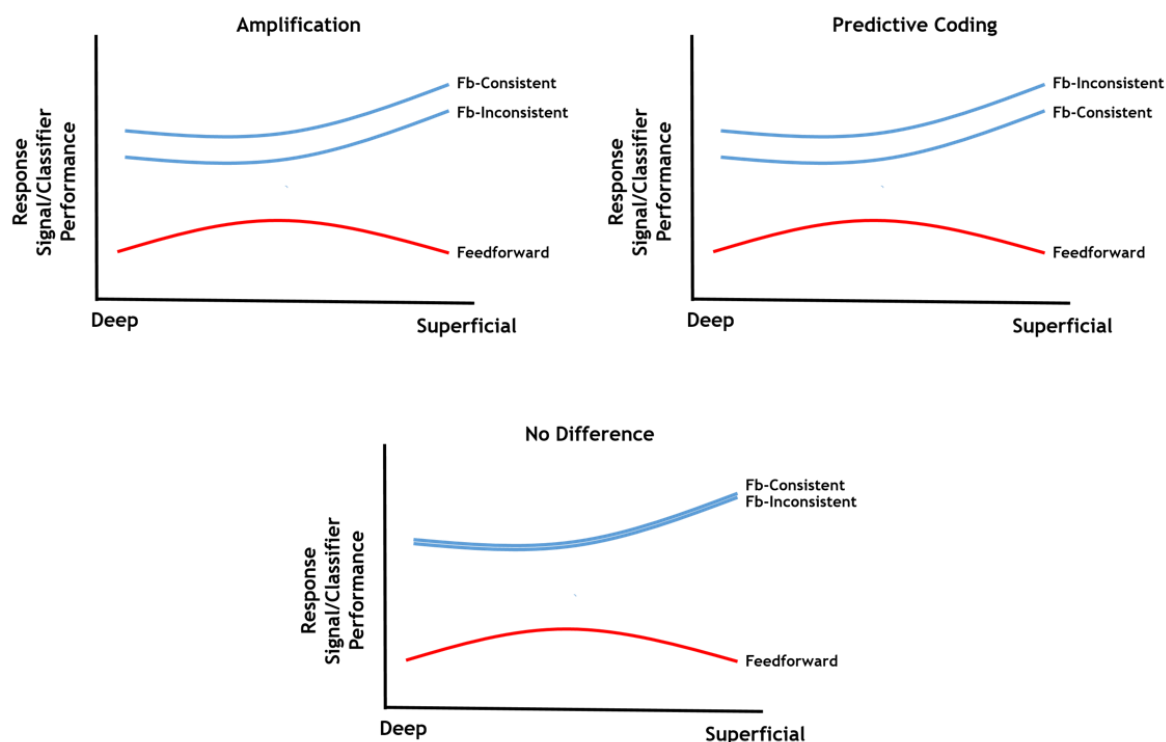 Amplification
Response
Signal/Classifier
Performance
Fb-Consistent
Fb-Inconsistent
Feedforward
Deep
Superficial
Predictive Coding
Response
Signal/Classifier
Performance
Fb-Inconsistent
Fb-Consistent
Feedforward
Deep
Superficial
No Difference
Response
Signal/Classifier
Performance
Fb-Consistent
Fb-Inconsistent
Feedforward
Deep
Superficial